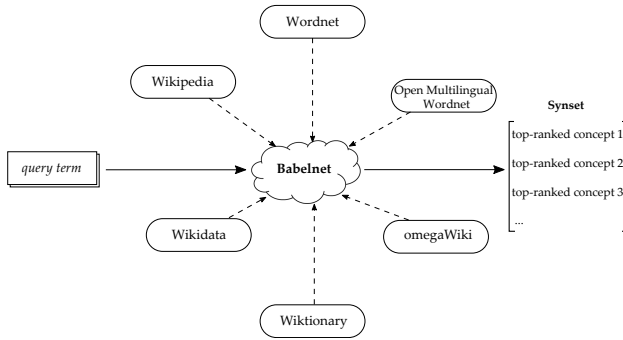 Wordnet
Wikipedia
Open Multilingual
Wordnet
Synset
top-ranked concept 1
query term
BabeInet
top-ranked concept 2
top-ranked concept 3
...
Wikidata
omegaWiki
Wiktionary